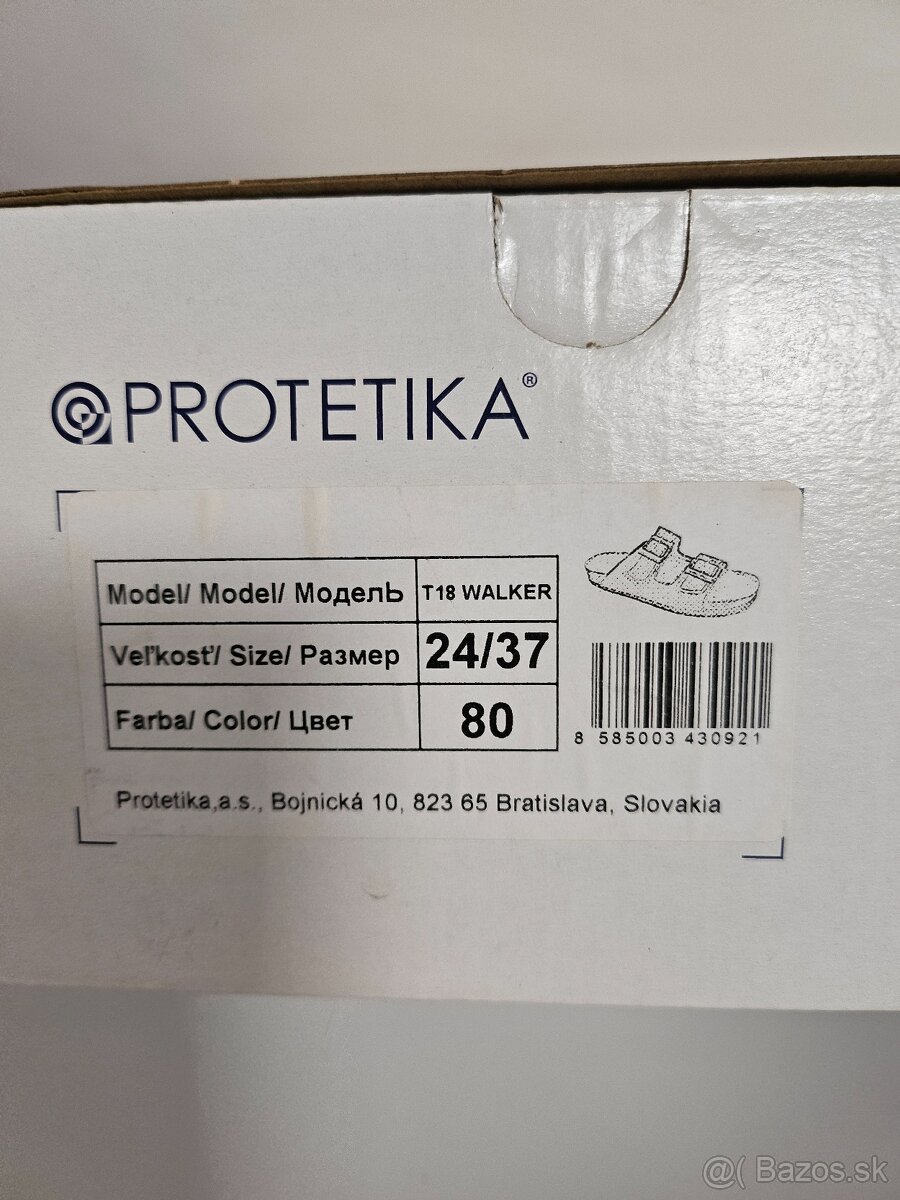 PROTETIKA®
Model/ Model/ Модель T18 WALKER
Veľkosť/ Size/ Размер 24/37
Farba/ Color/ Цвет 80
8 585003 430921
Protetika,a.s., Bojnická 10, 823 65 Bratislava, Slovakia
@( Bazos.sk